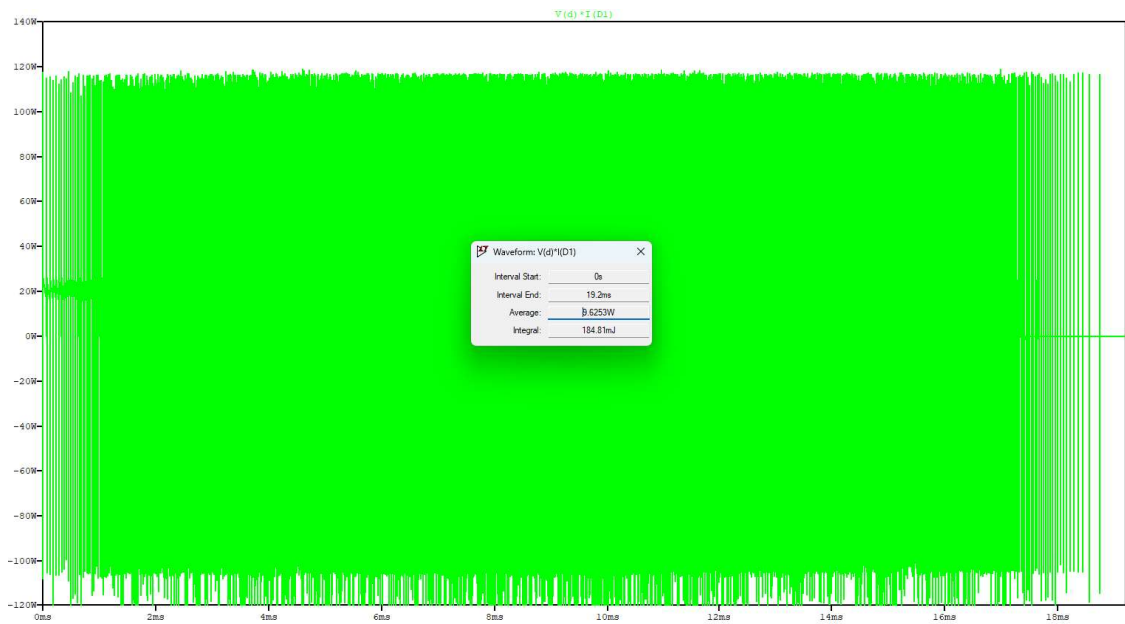 V(d)*I(D1)
140W
120W
100W
80W
60W
40W
20W
0W
-20W
-40W
-60W
-80W
-100W
-120W
Waveform: V(d)*I(D1)
Interval Start: 0s
Interval End: 19.2ms
Average: 9.6253W
Integral: 184.81mJ
0ms 2ms 4ms 6ms 8ms 10ms 12ms 14ms 16ms 18ms